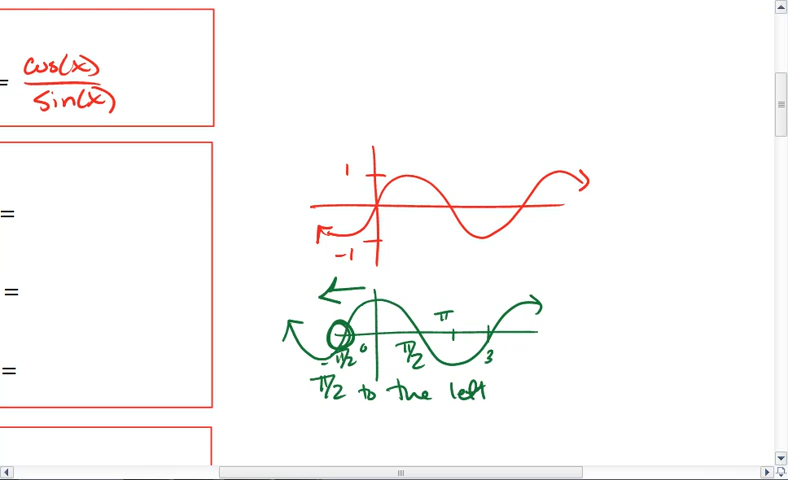 = cos(x)
sin(x)
=
=
=
1
-1
π
-π/2 0 π/2 3
π/2 to the left